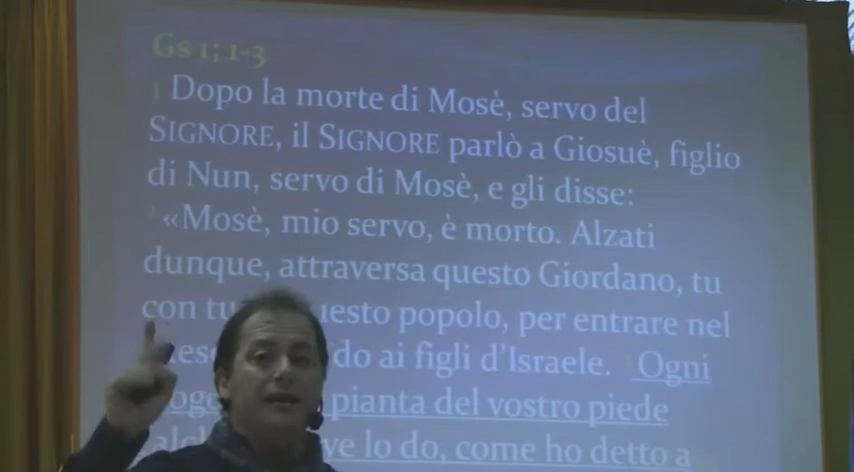 Gs 1; 1-3
1 Dopo la morte di Mosè, servo del
SIGNORE, il SIGNORE parlò a Giosuè, figlio
di Nun, servo di Mosè, e gli disse:
2 «Mosè, mio servo, è morto. Alzati
dunque, attraversa questo Giordano, tu
con questo popolo, per entrare nel
do ai figli d'Israele. Ogni
pianta del vostro piede
ve lo do, come ho detto a